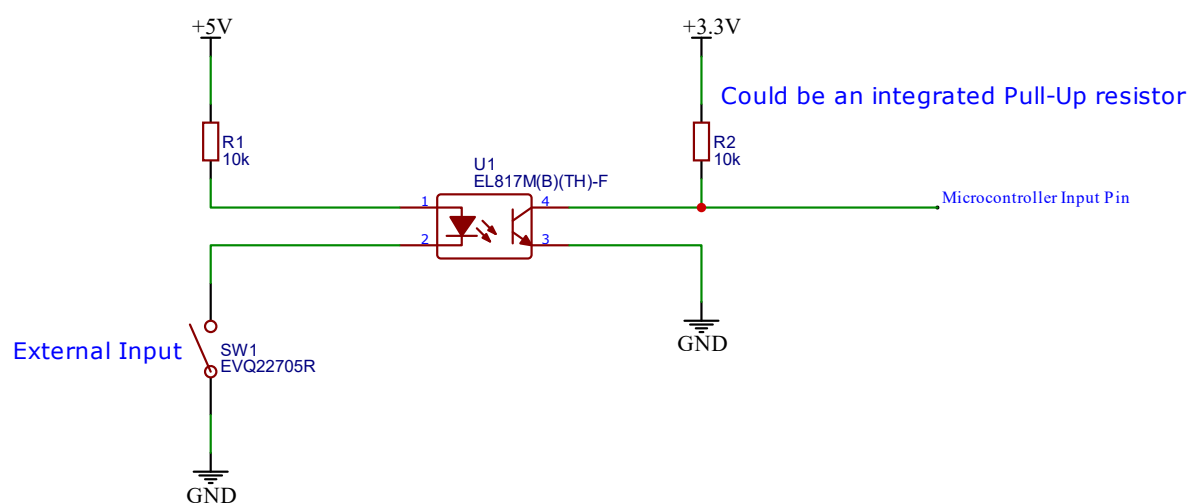 +5V
+3.3V
Could be an integrated Pull-Up resistor
R1
10k
R2
10k
U1
EL817M(B)(TH)-F
1
4
Microcontroller Input Pin
2
3
External Input
SW1
EVQ22705R
GND
GND